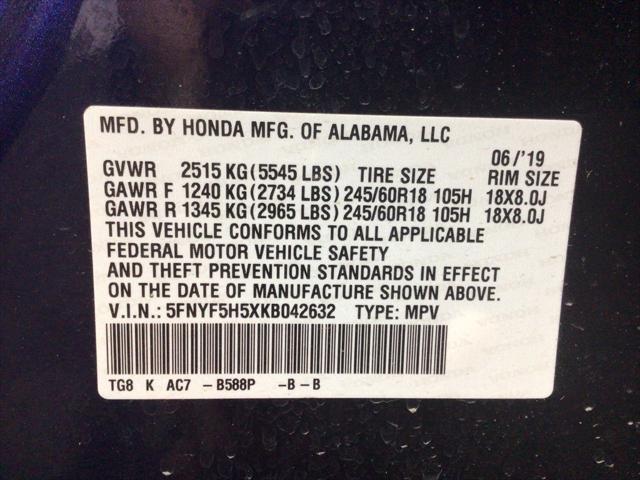 MFD. BY HONDA MFG. OF ALABAMA, LLC
06/'19
GVWR 2515 KG(5545 LBS) TIRE SIZE RIM SIZE
GAWR F 1240 KG(2734 LBS) 245/60R18 105H 18X8.0J
GAWR R 1345 KG(2965 LBS) 245/60R18 105H 18X8.0J
THIS VEHICLE CONFORMS TO ALL APPLICABLE
FEDERAL MOTOR VEHICLE SAFETY
AND THEFT PREVENTION STANDARDS IN EFFECT
ON THE DATE OF MANUFACTURE SHOWN ABOVE.
V.I.N.: 5FNYF5H5XKB042632 TYPE: MPV
TG8 K AC7 -B588P -B-B